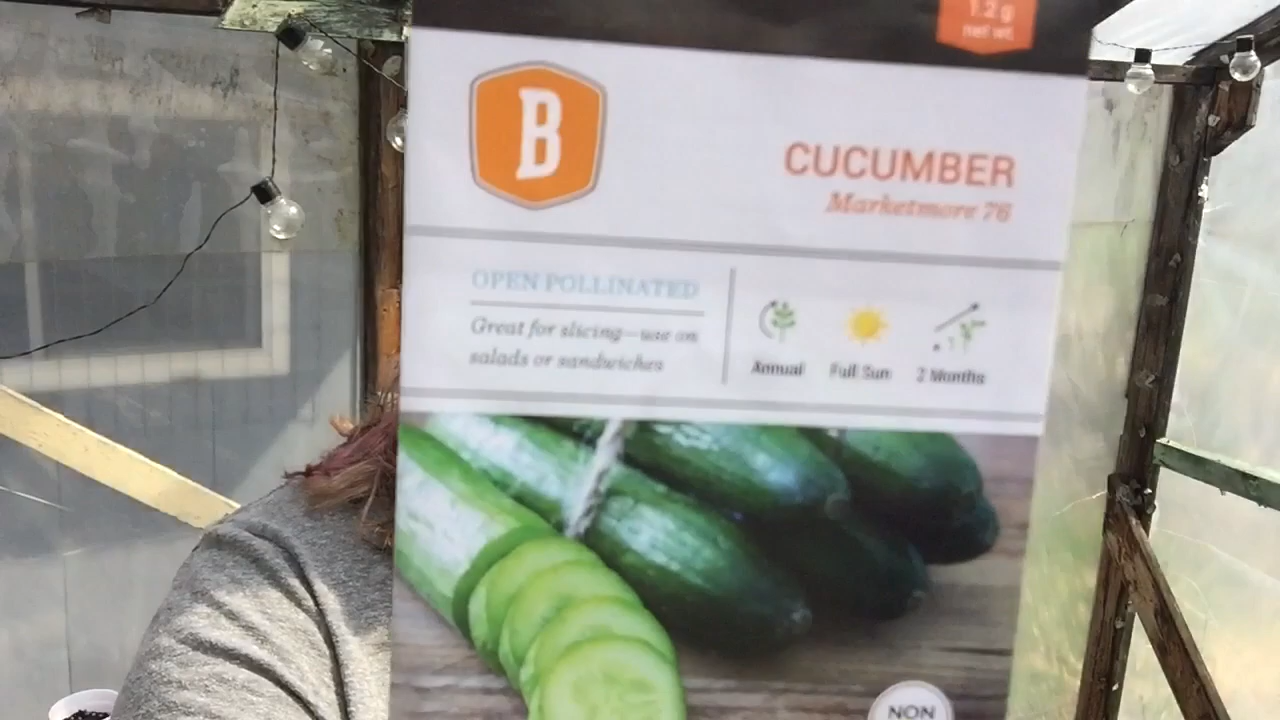 1.2 g
net wt.
B
CUCUMBER
Marketmore 76
OPEN POLLINATED
Great for slicing—use on
salads or sandwiches
Annual
Full Sun
2 Months
NON